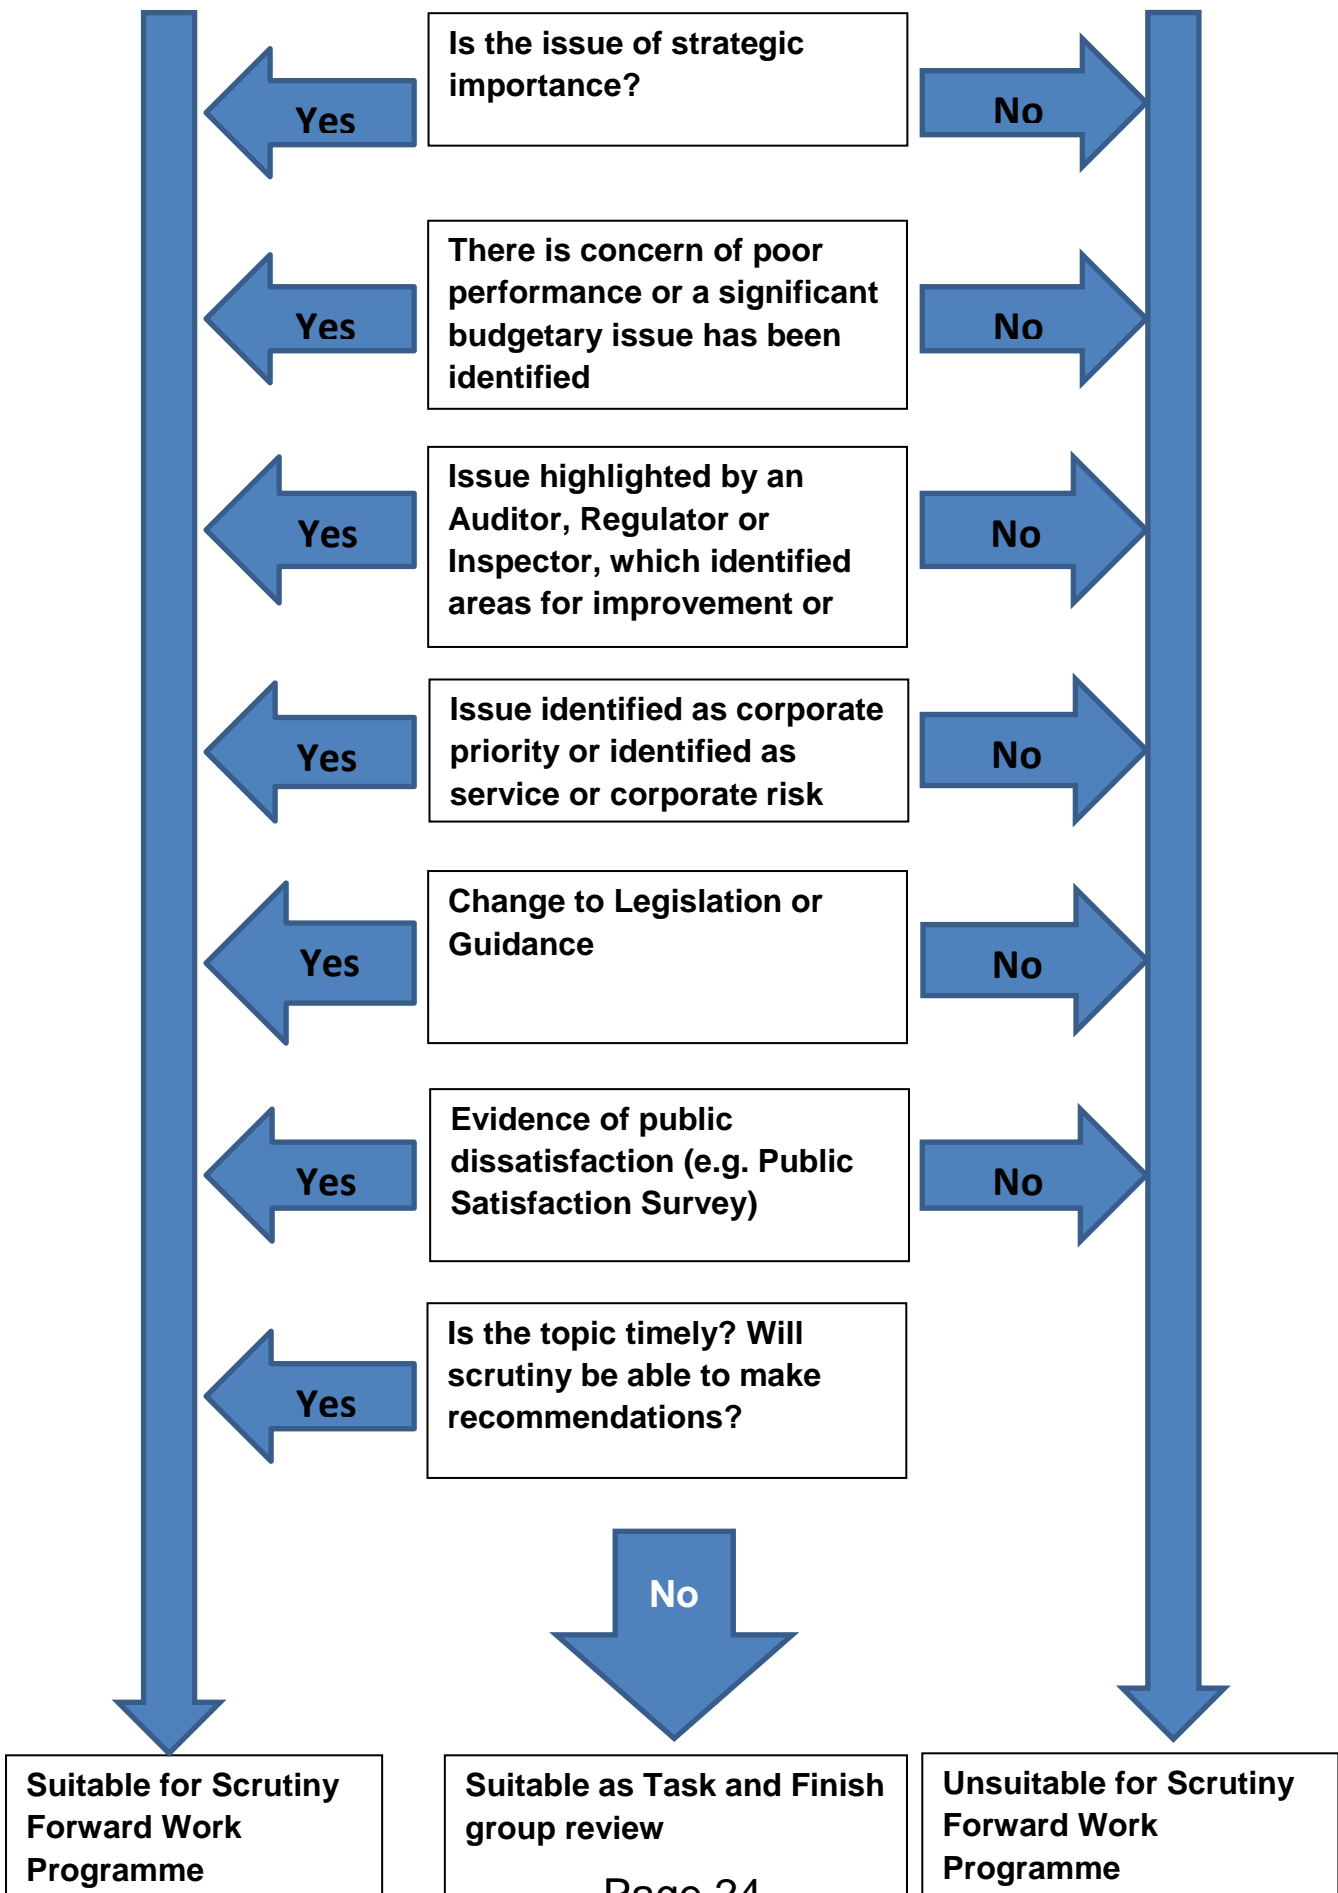 Is the issue of strategic
importance?
Yes
No
There is concern of poor
performance or a significant
budgetary issue has been
identified
Yes
No
Issue highlighted by an
Auditor, Regulator or
Inspector, which identified
areas for improvement or
Yes
No
Issue identified as corporate
priority or identified as
service or corporate risk
Yes
No
Change to Legislation or
Guidance
Yes
No
Evidence of public
dissatisfaction (e.g. Public
Satisfaction Survey)
Yes
No
Is the topic timely? Will
scrutiny be able to make
recommendations?
Yes
No
Suitable for Scrutiny
Forward Work
Programme
Suitable as Task and Finish
group review
Unsuitable for Scrutiny
Forward Work
Programme
Page 24